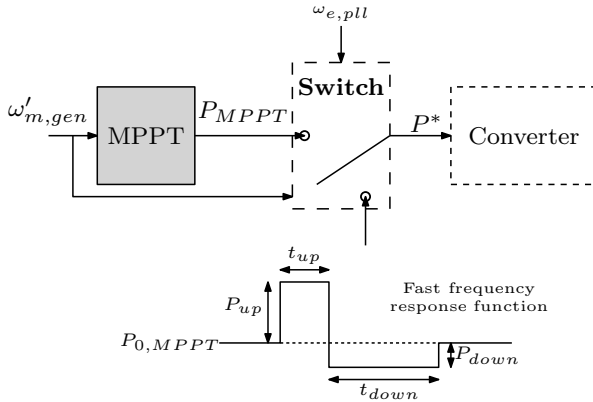 ω_{e,pll}
Switch
ω'_{m,gen}
MPPT
P_{MPPT}
P*
Converter
t_{up}
P_{up}
Fast frequency
response function
P_{0,MPPT}
P_{down}
t_{down}